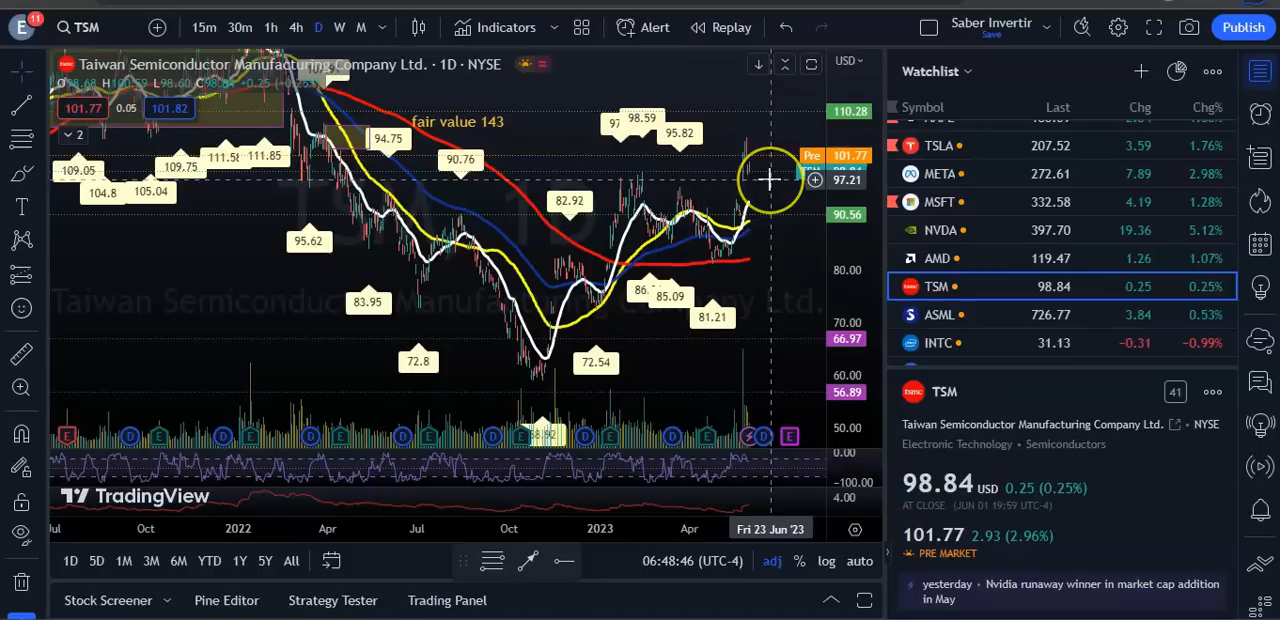 E
11
TSM
15m 30m 1h 4h D W M
Indicators
Alert
Replay
Saber Invertir
Save
Publish
Taiwan Semiconductor Manufacturing Company Ltd. · 1D · NYSE
USD
101.77 0.05 101.82
2
fair value 143
TSM, 1D
Taiwan Semiconductor Manufacturing Company Ltd.
109.05
104.8
105.04
109.75
111.85
95.62
94.75
83.95
90.76
72.8
82.92
72.54
98.59
95.82
85.09
81.21
110.28
Pre 101.77
97.21
90.56
80.00
70.00
66.97
60.00
56.89
50.00
0.00
−100.00
4.00
E D E D E D E D E D E D E D E D E
TradingView
Jul Oct 2022 Apr Jul Oct 2023 Apr Fri 23 Jun '23
1D 5D 1M 3M 6M YTD 1Y 5Y All
06:48:46 (UTC-4)
adj % log auto
Stock Screener
Pine Editor
Strategy Tester
Trading Panel
Watchlist
Symbol Last Chg Chg%
TSLA 207.52 3.59 1.76%
META 272.61 7.89 2.98%
MSFT 332.58 4.19 1.28%
NVDA 397.70 19.36 5.12%
AMD 119.47 1.26 1.07%
TSM 98.84 0.25 0.25%
ASML 726.77 3.84 0.53%
INTC 31.13 −0.31 −0.99%
tsmc
TSM
41
Taiwan Semiconductor Manufacturing Company Ltd. • NYSE
Electronic Technology • Semiconductors
98.84 USD 0.25 (0.25%)
AT CLOSE (JUN 01 19:59 UTC-4)
101.77 2.93 (2.96%)
PRE MARKET
yesterday • Nvidia runaway winner in market cap addition
in May